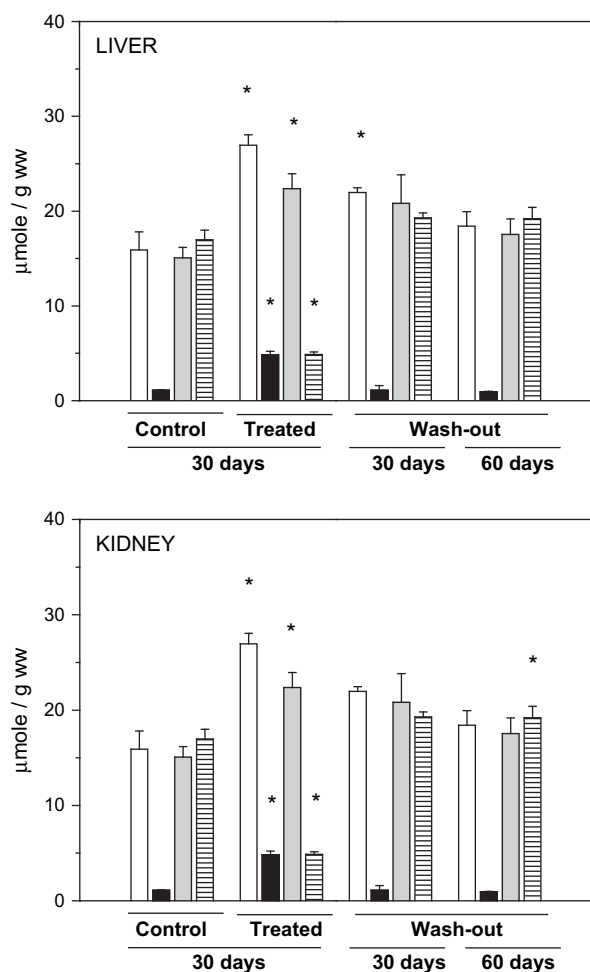 40
LIVER
*
*
*
30
20
* *
10
0
µmole / g ww
Control Treated Wash-out
30 days 30 days 60 days
40
KIDNEY
*
*
30
*
20
* *
10
0
µmole / g ww
Control Treated Wash-out
30 days 30 days 60 days